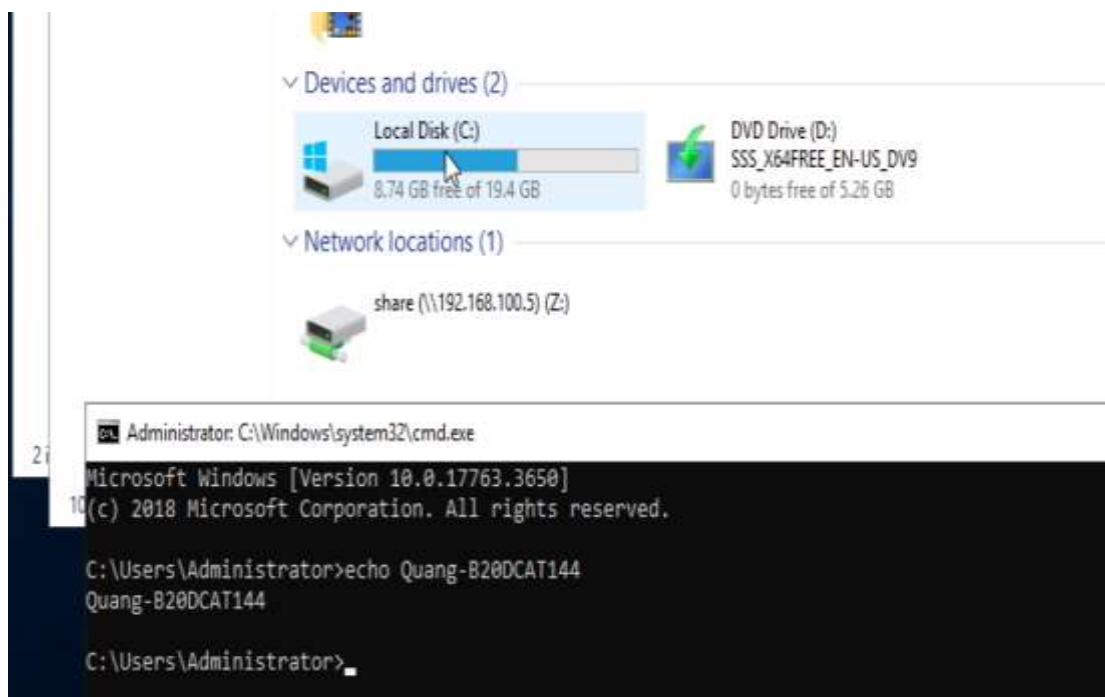 Devices and drives (2)
Local Disk (C:)
8.74 GB free of 19.4 GB
DVD Drive (D:)
SSS_X64FREE_EN-US_DV9
0 bytes free of 5.26 GB
Network locations (1)
share (\\192.168.100.5) (Z:)
Administrator: C:\Windows\system32\cmd.exe
2 i
10
Microsoft Windows [Version 10.0.17763.3650]
(c) 2018 Microsoft Corporation. All rights reserved.
C:\Users\Administrator>echo Quang-B20DCAT144
Quang-B20DCAT144
C:\Users\Administrator>